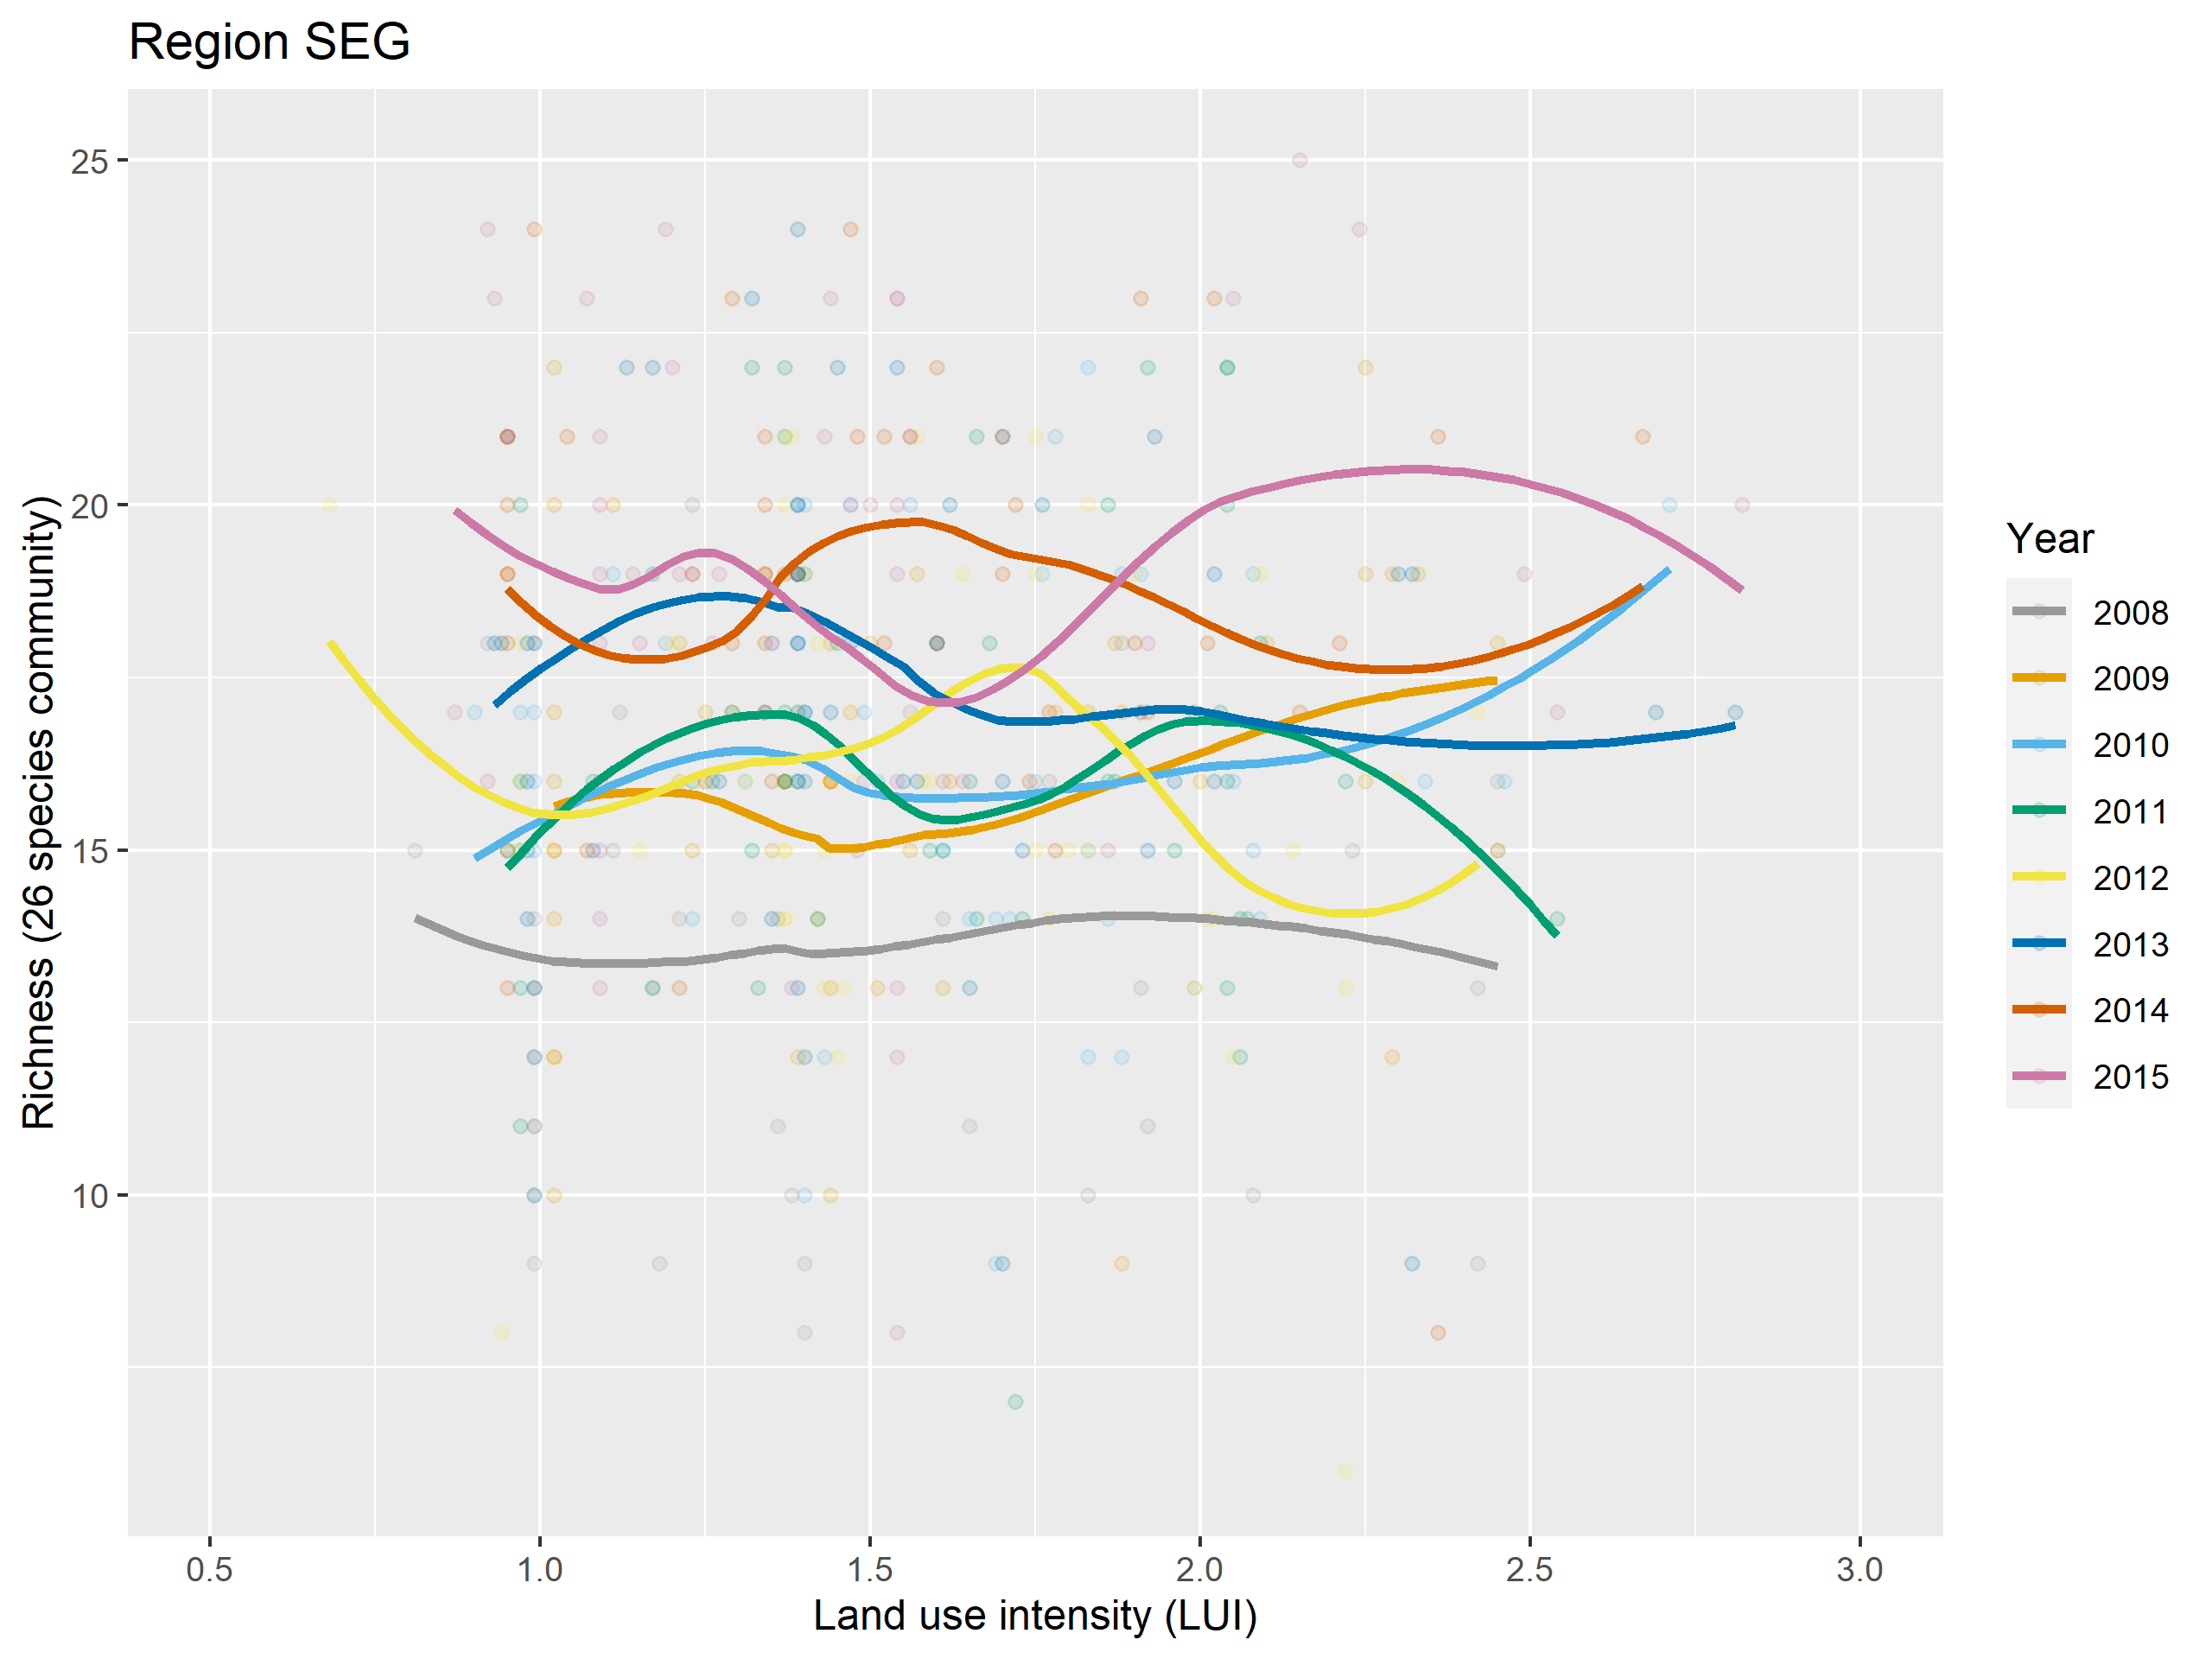 Region SEG
25
20
15
10
Richness (26 species community)
0.5 1.0 1.5 2.0 2.5 3.0
Land use intensity (LUI)
Year
2008
2009
2010
2011
2012
2013
2014
2015